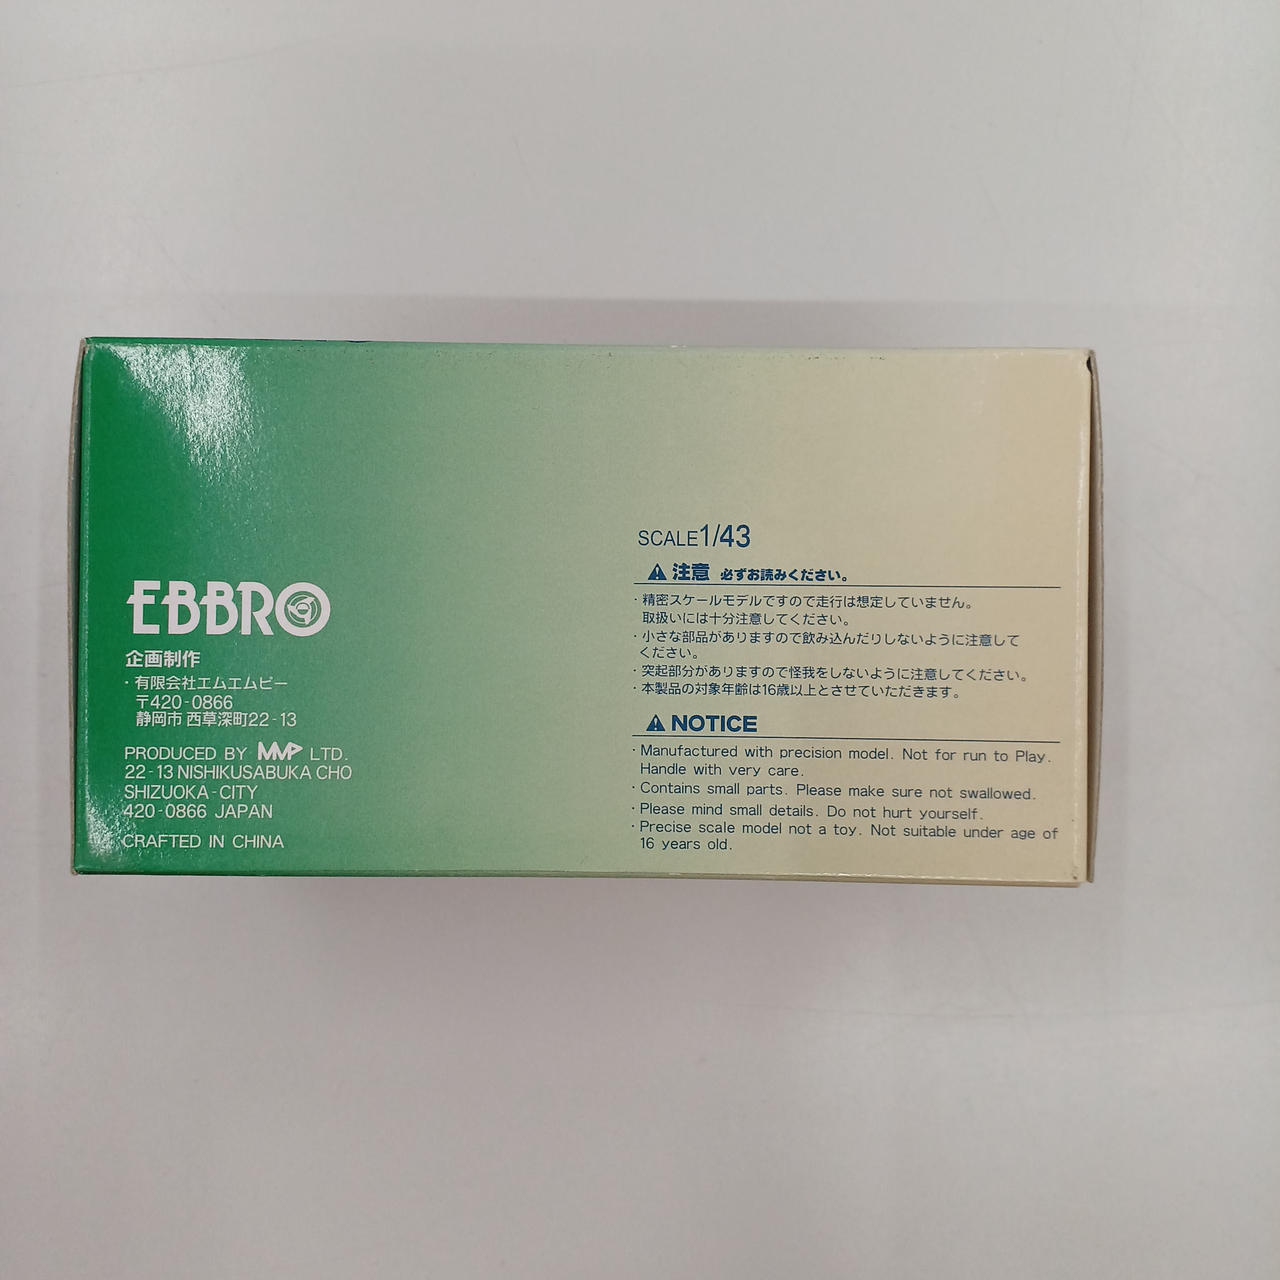 EBBRO
企画制作
・有限会社エムエムピー
〒420-0866
静岡市 西草深町22-13
PRODUCED BY MMP LTD.
22-13 NISHIKUSABUKA CHO
SHIZUOKA-CITY
420-0866 JAPAN
CRAFTED IN CHINA
SCALE1/43
注意 必ずお読みください。
・精密スケールモデルですので走行は想定していません。
取扱いには十分注意してください。
・小さな部品がありますので飲み込んだりしないように注意して
ください。
・突起部分がありますので怪我をしないように注意してください。
・本製品の対象年齢は16歳以上とさせていただきます。
NOTICE
・Manufactured with precision model. Not for run to Play.
Handle with very care.
・Contains small parts. Please make sure not swallowed.
・Please mind small details. Do not hurt yourself.
・Precise scale model not a toy. Not suitable under age of
16 years old.